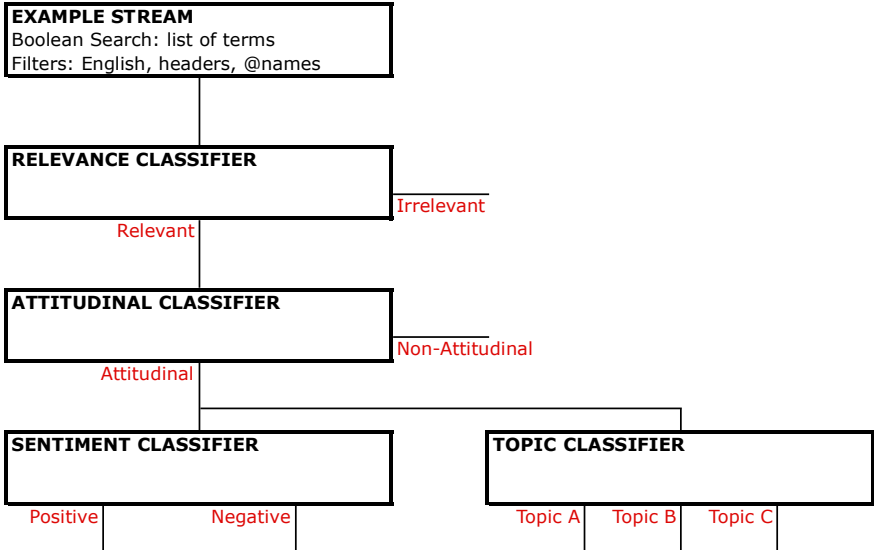 EXAMPLE STREAM
Boolean Search: list of terms
Filters: English, headers, @names
RELEVANCE CLASSIFIER
Irrelevant
Relevant
ATTITUDINAL CLASSIFIER
Non-Attitudinal
Attitudinal
SENTIMENT CLASSIFIER
TOPIC CLASSIFIER
Positive
Negative
Topic A
Topic B
Topic C